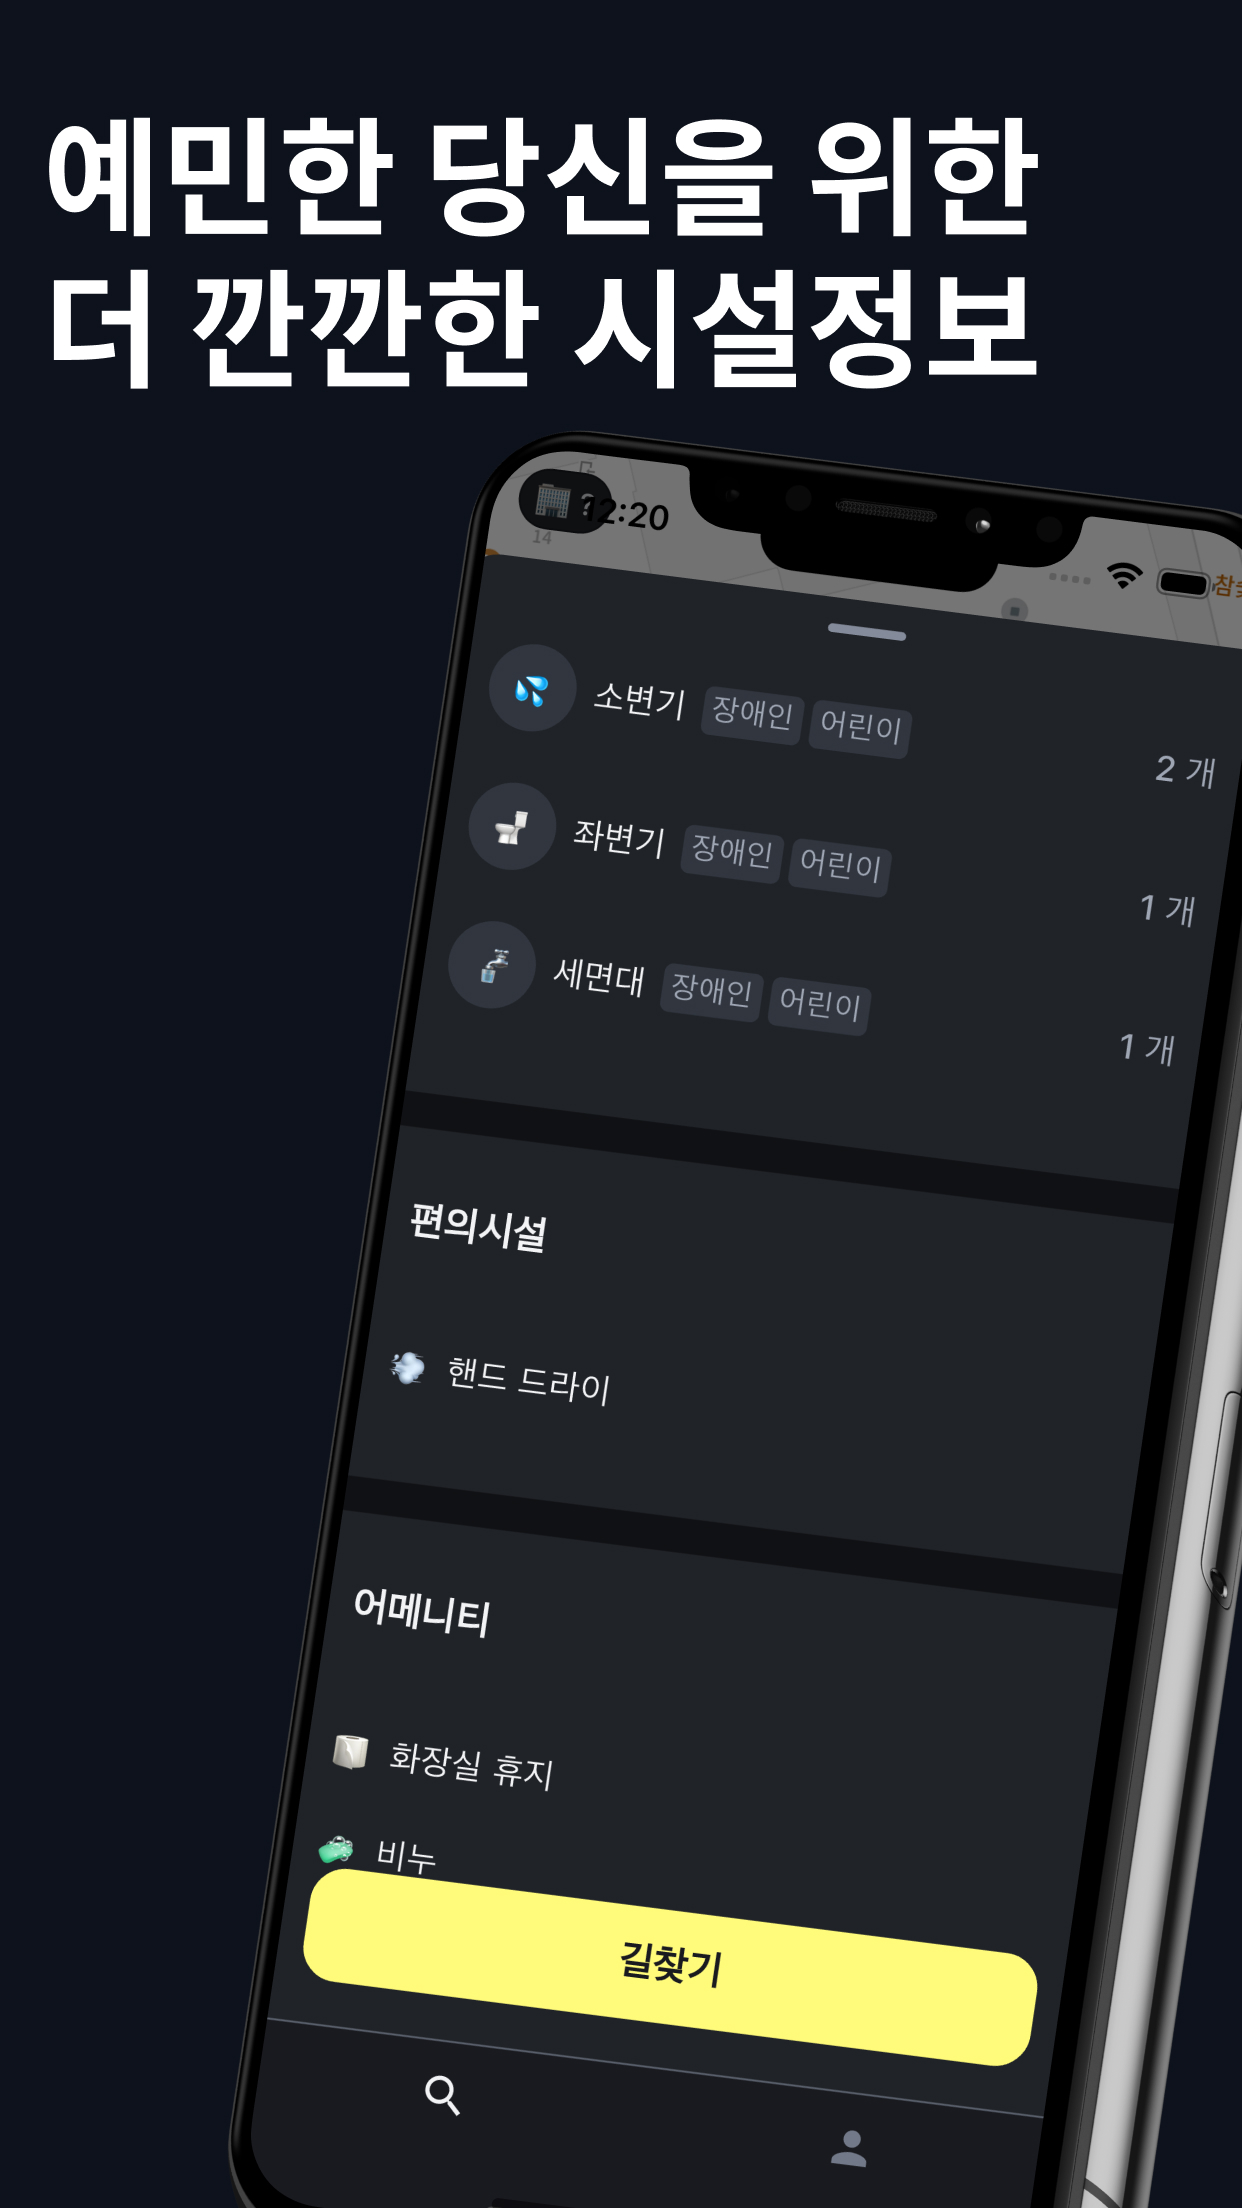 예민한 당신을 위한
더 깐깐한 시설정보
12:20
14
소변기 장애인 어린이
2 개
좌변기 장애인 어린이
1 개
세면대 장애인 어린이
1 개
편의시설
핸드 드라이
어메니티
화장실 휴지
비누
길찾기